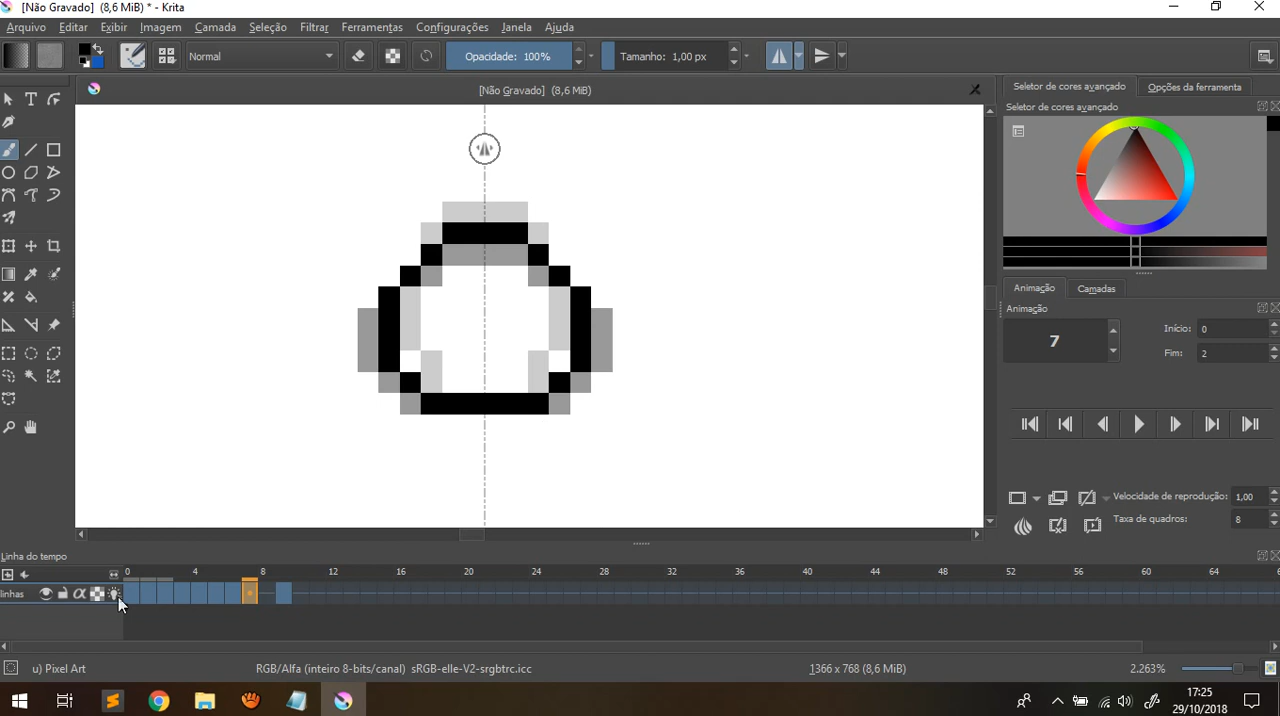 [Não Gravado] (8,6 MiB) * - Krita
Arquivo Editar Exibir Imagem Camada Seleção Filtrar Ferramentas Configurações Janela Ajuda
Normal Opacidade: 100% Tamanho: 1,00 px
[Não Gravado] (8,6 MiB)
Seletor de cores avançado Opções da ferramenta
Seletor de cores avançado
Animação Camadas
Animação
7
Início: 0
Fim: 2
Velocidade de reprodução: 1,00
Taxa de quadros: 8
Linha do tempo
0 4 8 12 16 20 24 28 32 36 40 44 48 52 56 60
linhas
u) Pixel Art RGB/Alfa (inteiro 8-bits/canal) sRGB-elle-V2-srgbtrc.icc 1366 x 768 (8,6 MiB) 2.263%
17:25
29/10/2018